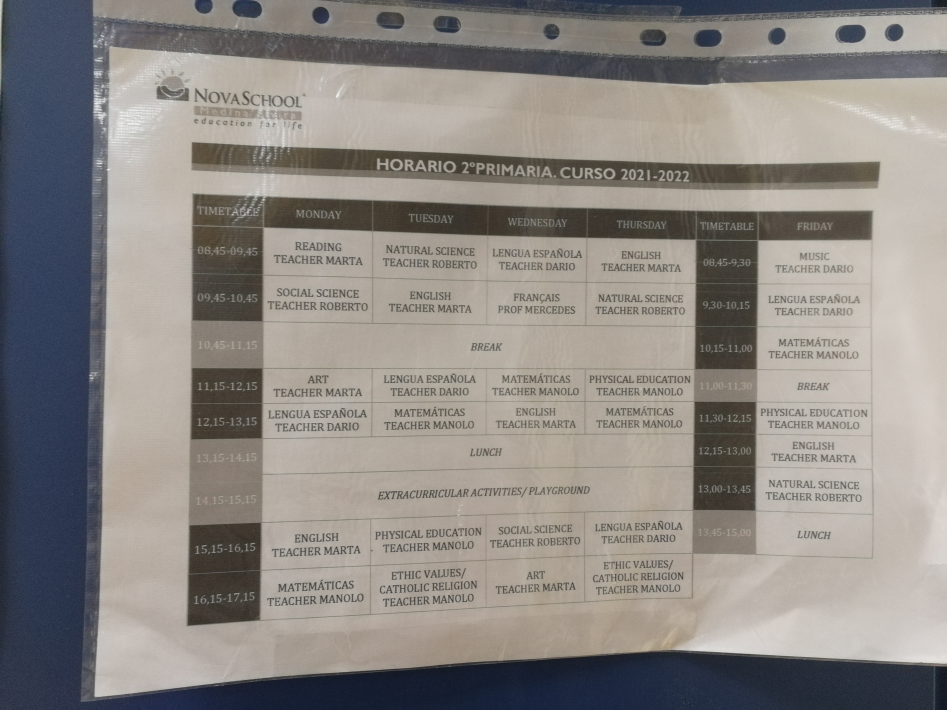 NOVASCHOOL
Medina Elvira
education for life
HORARIO 2ºPRIMARIA. CURSO 2021-2022
TIMETABLE MONDAY TUESDAY WEDNESDAY THURSDAY TIMETABLE FRIDAY
08,45-09,45 READING NATURAL SCIENCE LENGUA ESPAÑOLA ENGLISH 08,45-9,30 MUSIC
TEACHER MARTA TEACHER ROBERTO TEACHER DARIO TEACHER MARTA TEACHER DARIO
09,45-10,45 SOCIAL SCIENCE ENGLISH FRANÇAIS NATURAL SCIENCE 9,30-10,15 LENGUA ESPAÑOLA
TEACHER ROBERTO TEACHER MARTA PROF MERCEDES TEACHER ROBERTO TEACHER DARIO
10,45-11,15 BREAK 10,15-11,00 MATEMÁTICAS
TEACHER MANOLO
11,15-12,15 ART LENGUA ESPAÑOLA MATEMÁTICAS PHYSICAL EDUCATION 11,00-11,30 BREAK
TEACHER MARTA TEACHER DARIO TEACHER MANOLO TEACHER MANOLO
12,15-13,15 LENGUA ESPAÑOLA MATEMÁTICAS ENGLISH MATEMÁTICAS 11,30-12,15 PHYSICAL EDUCATION
TEACHER DARIO TEACHER MANOLO TEACHER MARTA TEACHER MANOLO TEACHER MANOLO
13,15-14,15 LUNCH 12,15-13,00 ENGLISH
TEACHER MARTA
14,15-15,15 EXTRACURRICULAR ACTIVITIES/ PLAYGROUND 13,00-13,45 NATURAL SCIENCE
TEACHER ROBERTO
15,15-16,15 ENGLISH PHYSICAL EDUCATION SOCIAL SCIENCE LENGUA ESPAÑOLA 13,45-15,00 LUNCH
TEACHER MARTA TEACHER MANOLO TEACHER ROBERTO TEACHER DARIO
16,15-17,15 MATEMÁTICAS ETHIC VALUES/ ART ETHIC VALUES/
TEACHER MANOLO CATHOLIC RELIGION TEACHER MARTA CATHOLIC RELIGION
TEACHER MANOLO TEACHER MANOLO